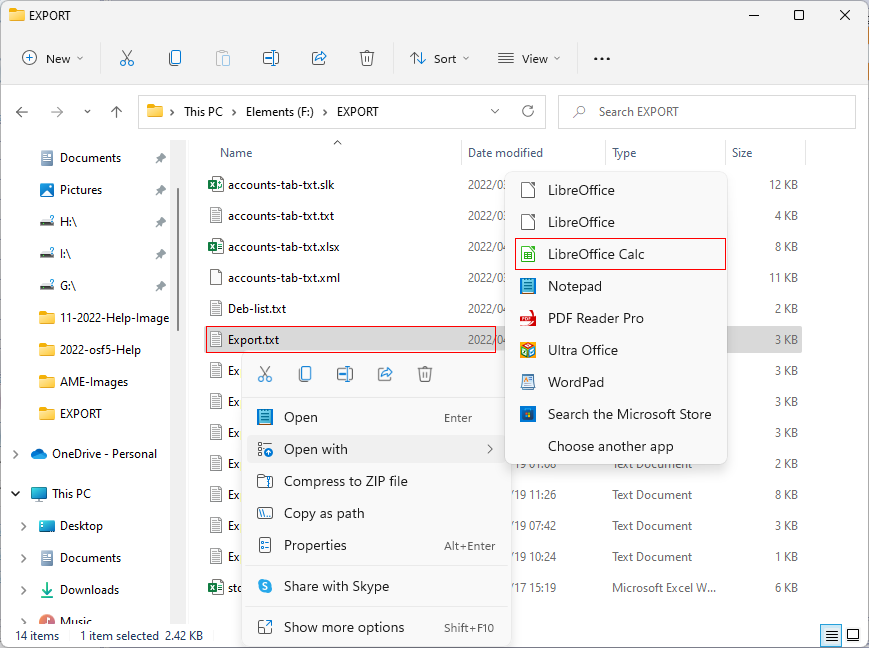 EXPORT
New
Sort
View
This PC
Elements (F:)
EXPORT
Search EXPORT
Documents
Pictures
H:\
I:\
G:\
11-2022-Help-Image
2022-osf5-Help
AME-Images
EXPORT
OneDrive - Personal
This PC
Desktop
Documents
Downloads
Music
Name Date modified Type Size
accounts-tab-txt.slk 2022/03 12 KB
accounts-tab-txt.txt 2022/03 4 KB
accounts-tab-txt.xlsx 2022/04 8 KB
accounts-tab-txt.xml 2022/03 11 KB
Deb-list.txt 2022/04 2 KB
Export.txt 2022/04 3 KB
Ex 3 KB
Ex 3 KB
Ex 3 KB
Ex /19 01:08 Text Document 2 KB
Ex /19 11:26 Text Document 8 KB
Ex /19 07:42 Text Document 3 KB
Ex /19 10:24 Text Document 1 KB
sto /17 15:19 Microsoft Excel W... 6 KB
Open Enter
Open with
Compress to ZIP file
Copy as path
Properties Alt+Enter
Share with Skype
Show more options Shift+F10
LibreOffice
LibreOffice
LibreOffice Calc
Notepad
PDF Reader Pro
Ultra Office
WordPad
Search the Microsoft Store
Choose another app
14 items 1 item selected 2.42 KB